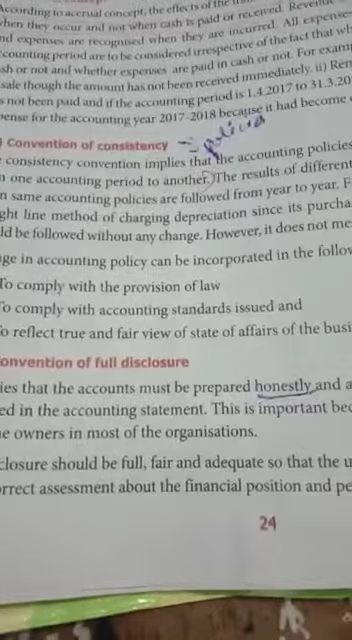 According to accrual concept, the effects of the
when they occur and not when cash is paid or received. Revenue
nd expenses are recognised when they are incurred. All expenses
counting period are to be considered irrespective of the fact that wh
sh or not and whether expenses are paid in cash or not. For examp
sale though the amount has not been received immediately. ii) Ren
s not been paid and if the accounting period is 1.4.2017 to 31.3.20
pense for the accounting year 2017-2018 because it had become
) Convention of consistency
consistency convention implies that the accounting policies
n one accounting period to another. The results of different
n same accounting policies are followed from year to year. F
ght line method of charging depreciation since its purcha
ld be followed without any change. However, it does not me
ge in accounting policy can be incorporated in the follow
To comply with the provision of law
To comply with accounting standards issued and
o reflect true and fair view of state of affairs of the busi
onvention of full disclosure
ies that the accounts must be prepared honestly and a
ed in the accounting statement. This is important bec
e owners in most of the organisations.
closure should be full, fair and adequate so that the u
orrect assessment about the financial position and pe
24